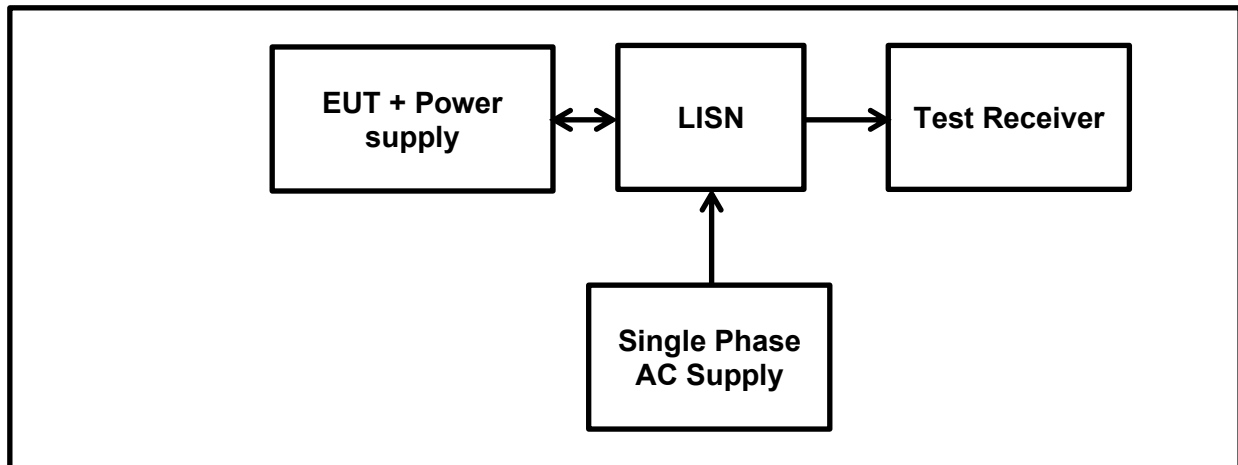 EUT + Power
supply
LISN
Test Receiver
Single Phase
AC Supply